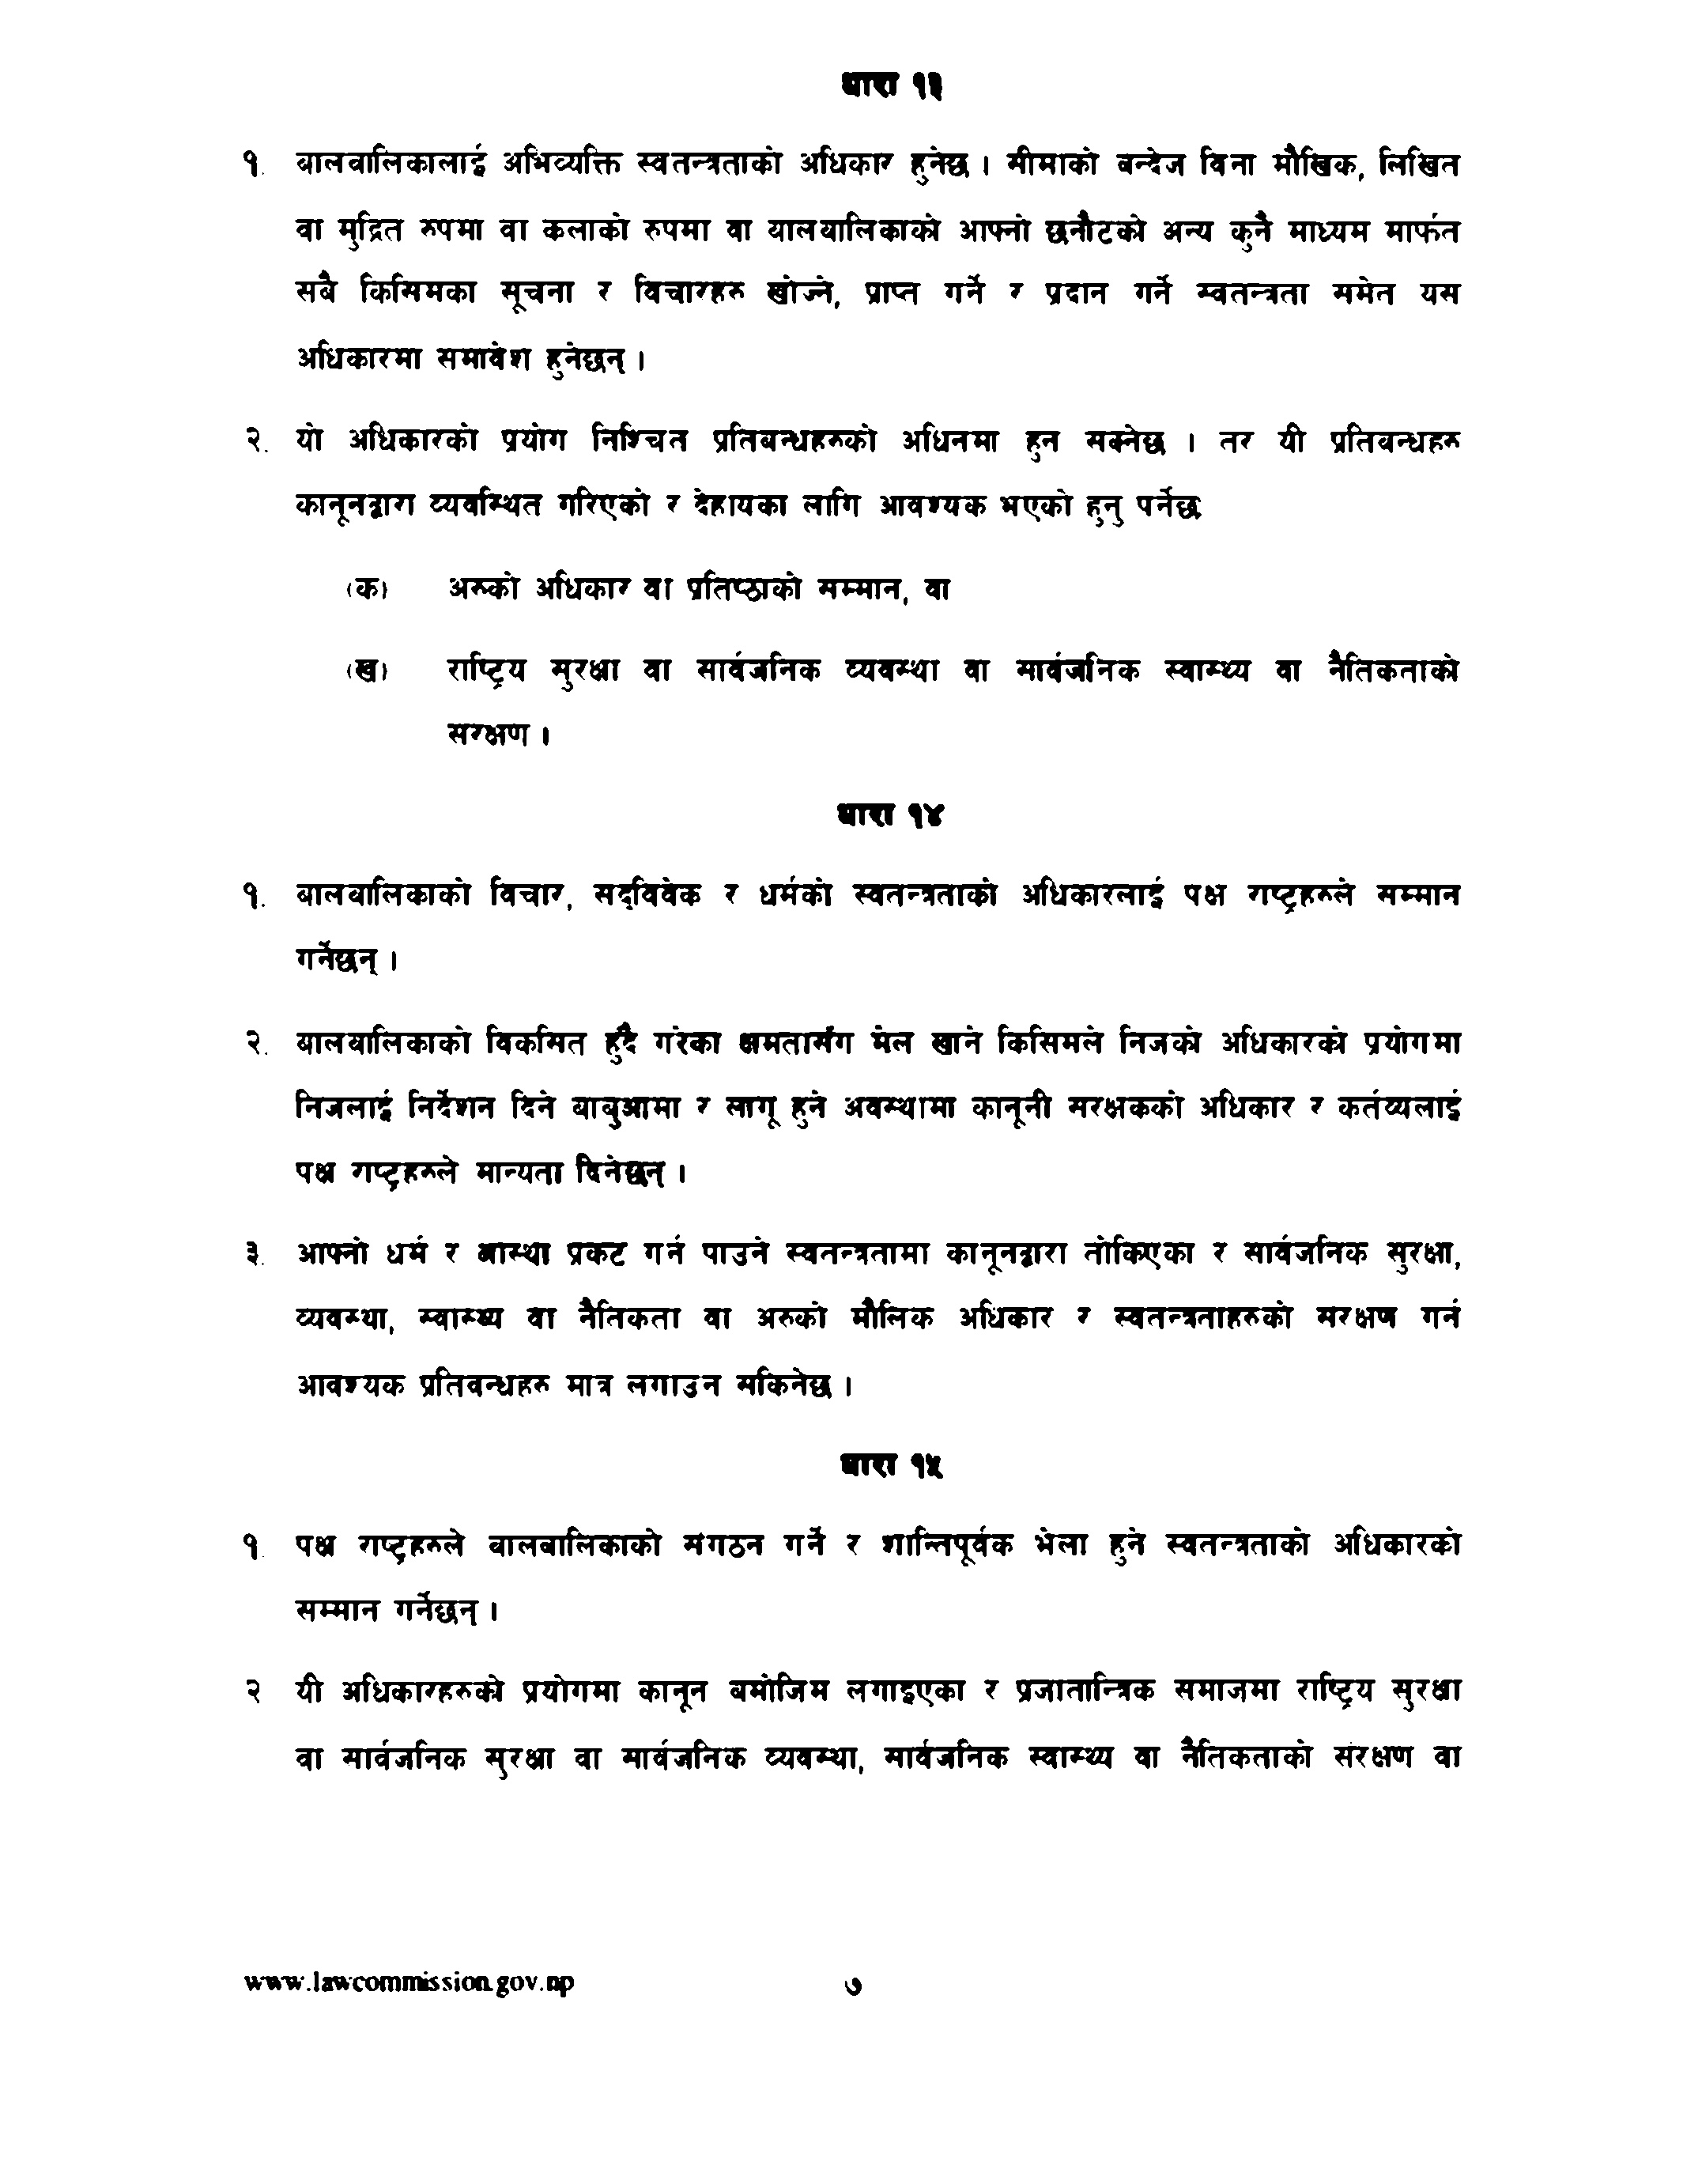 धारा १३
१. बालबालिकालाई अभिव्यक्ति स्वतन्त्रताको अधिकार हुनेछ । सीमाको बन्देज विना मौखिक, लिखित
वा मुद्रित रुपमा वा कलाको रुपमा वा बालबालिकाको आफ्नो छनौटको अन्य कुनै माध्यम मार्फत
सबै किसिमका सूचना र विचारहरु खोज्ने, प्राप्त गर्ने र प्रदान गर्ने स्वतन्त्रता समेत यस
अधिकारमा समावेश हुनेछन् ।
२. यो अधिकारको प्रयोग निश्चित प्रतिबन्धहरुको अधिनमा हुन सक्नेछ । तर यी प्रतिबन्धहरु
कानूनद्वारा व्यवस्थित गरिएको र देहायका लागि आवश्यक भएको हुनु पर्नेछ
(क) अरुको अधिकार वा प्रतिष्ठाको सम्मान, वा
(ख) राष्ट्रिय सुरक्षा वा सार्वजनिक व्यवस्था वा सार्वजनिक स्वास्थ्य वा नैतिकताको
संरक्षण ।
धारा १४
१. बालबालिकाको विचार, सद्विवेक र धर्मको स्वतन्त्रताको अधिकारलाई पक्ष राष्ट्रहरुले सम्मान
गर्नेछन् ।
२. बालबालिकाको विकसित हुँदै गरेका क्षमतासँग मेल खाने किसिमले निजको अधिकारको प्रयोगमा
निजलाई निर्देशन दिने बाबुआमा र लागू हुने अवस्थामा कानूनी संरक्षकको अधिकार र कर्तव्यलाई
पक्ष राष्ट्रहरुले मान्यता दिनेछन् ।
३. आफ्नो धर्म र आस्था प्रकट गर्न पाउने स्वतन्त्रतामा कानूनद्वारा तोकिएका र सार्वजनिक सुरक्षा,
व्यवस्था, स्वास्थ्य वा नैतिकता वा अरुको मौलिक अधिकार र स्वतन्त्रताहरुको संरक्षण गर्न
आवश्यक प्रतिबन्धहरु मात्र लगाउन सकिनेछ ।
धारा १५
१. पक्ष राष्ट्रहरुले बालबालिकाको संगठन गर्ने र शान्तिपूर्वक भेला हुने स्वतन्त्रताको अधिकारको
सम्मान गर्नेछन् ।
२ यी अधिकारहरुको प्रयोगमा कानून बमोजिम लगाइएका र प्रजातान्त्रिक समाजमा राष्ट्रिय सुरक्षा
वा सार्वजनिक सुरक्षा वा सार्वजनिक व्यवस्था, सार्वजनिक स्वास्थ्य वा नैतिकताको संरक्षण वा
www.lawcommission.gov.np ७